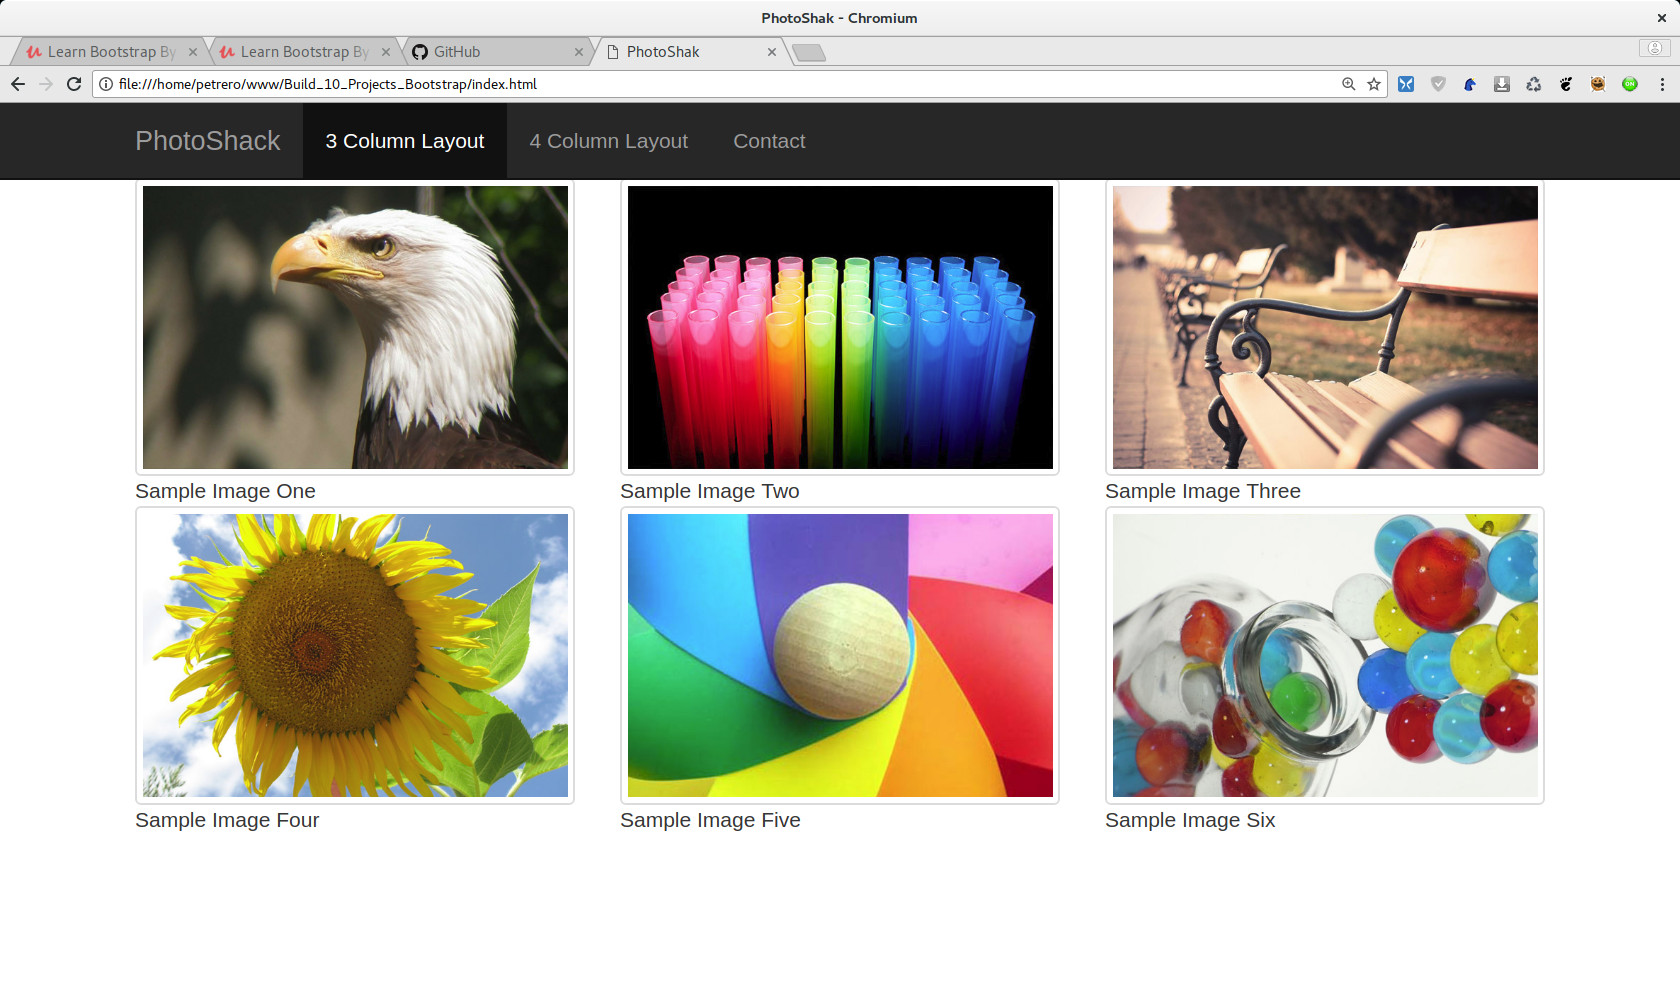 PhotoShak - Chromium
Learn Bootstrap By
Learn Bootstrap By
GitHub
PhotoShak
file:///home/petrero/www/Build_10_Projects_Bootstrap/index.html
ON
PhotoShack
3 Column Layout
4 Column Layout
Contact
Sample Image One
Sample Image Two
Sample Image Three
Sample Image Four
Sample Image Five
Sample Image Six